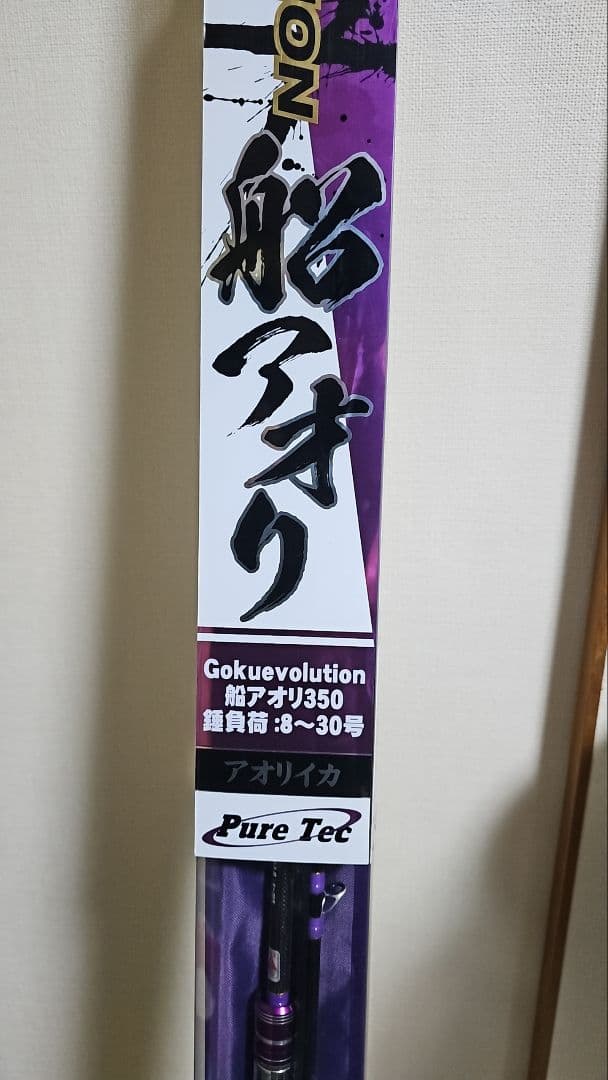 ION
船アオリ
Gokuevolution
船アオリ350
錘負荷:8～30号
アオリイカ
Pure Tec